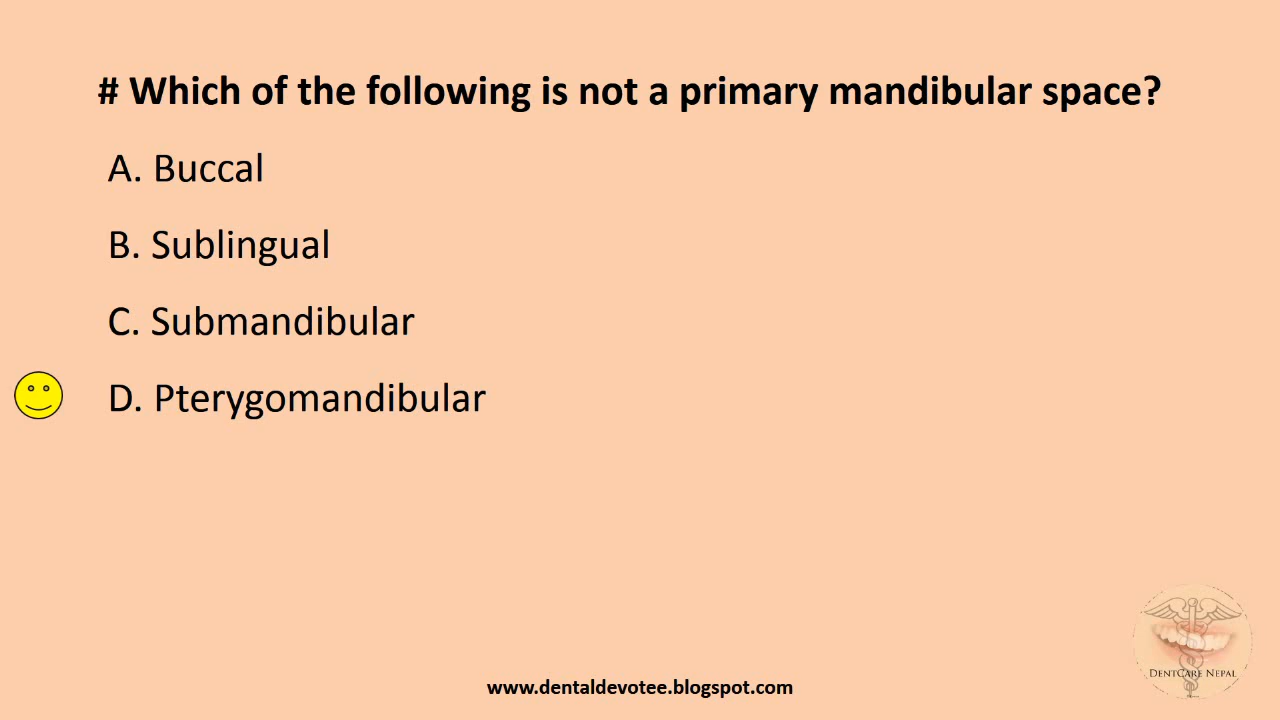 # Which of the following is not a primary mandibular space?
A. Buccal
B. Sublingual
C. Submandibular
D. Pterygomandibular
DentCare Nepal
www.dentaldevotee.blogspot.com